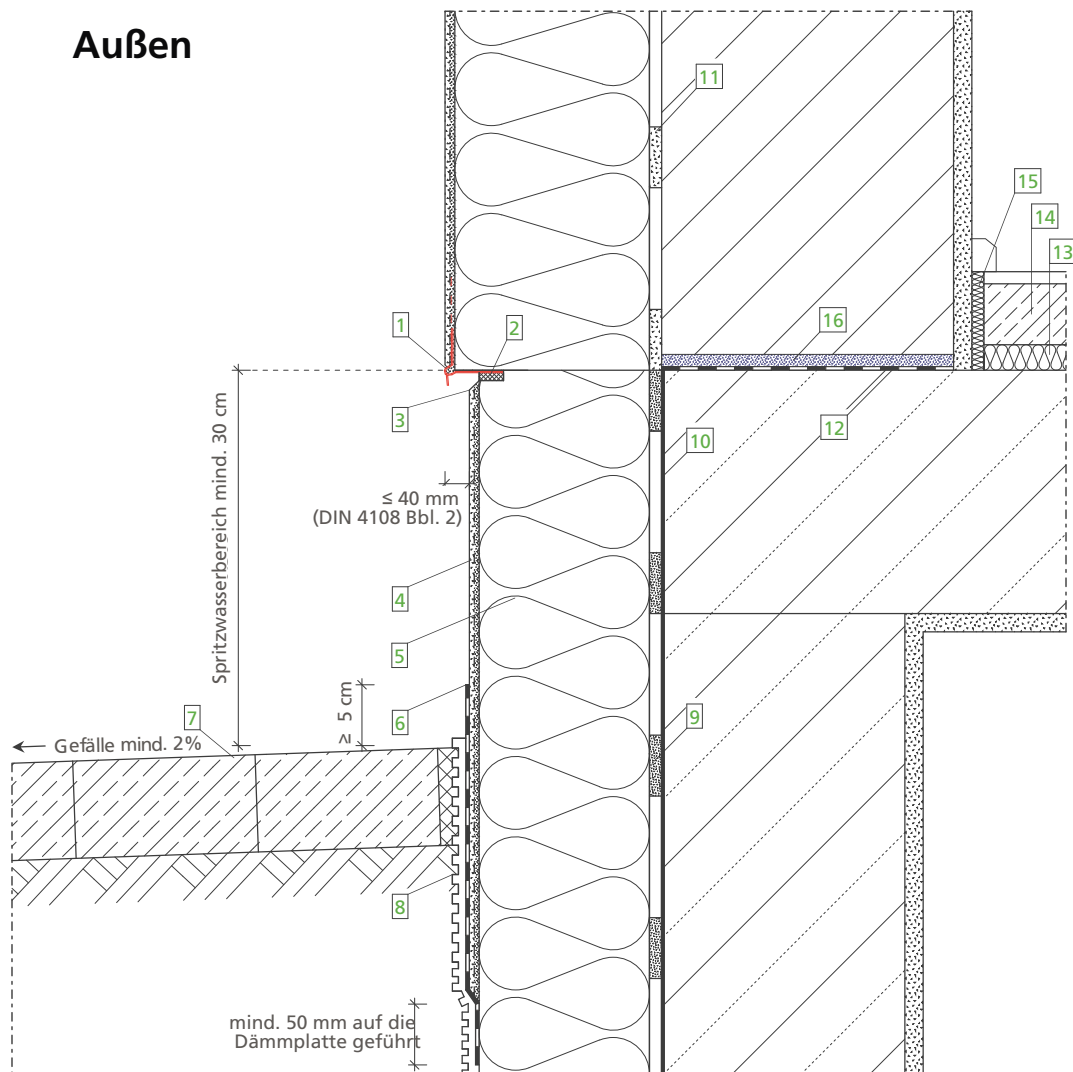 Außen
11
15
14
13
1
2
16
3
10
12
Spritzwasserbereich mind. 30 cm
≤ 40 mm
(DIN 4108 Bbl. 2)
4
5
≥ 5 cm
6
7
9
Gefälle mind. 2%
8
mind. 50 mm auf die
Dämmplatte geführt